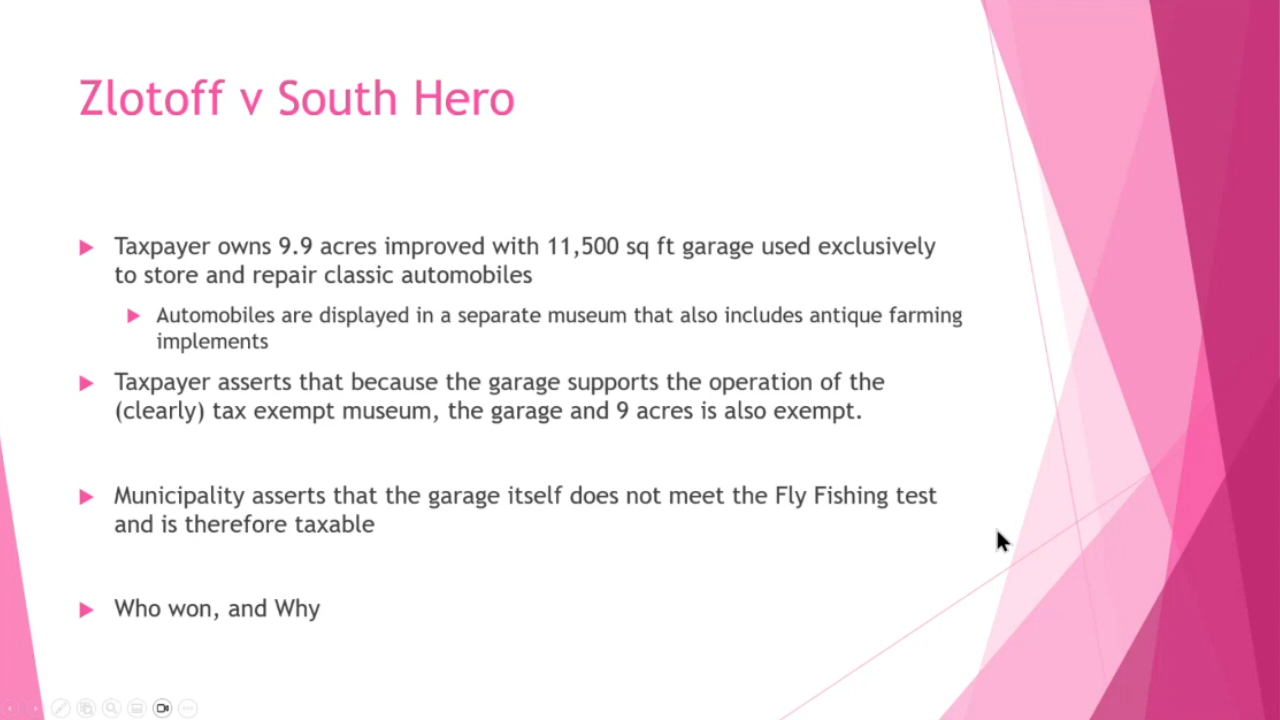 Zlotoff v South Hero
Taxpayer owns 9.9 acres improved with 11,500 sq ft garage used exclusively
to store and repair classic automobiles
Automobiles are displayed in a separate museum that also includes antique farming
implements
Taxpayer asserts that because the garage supports the operation of the
(clearly) tax exempt museum, the garage and 9 acres is also exempt.
Municipality asserts that the garage itself does not meet the Fly Fishing test
and is therefore taxable
Who won, and Why